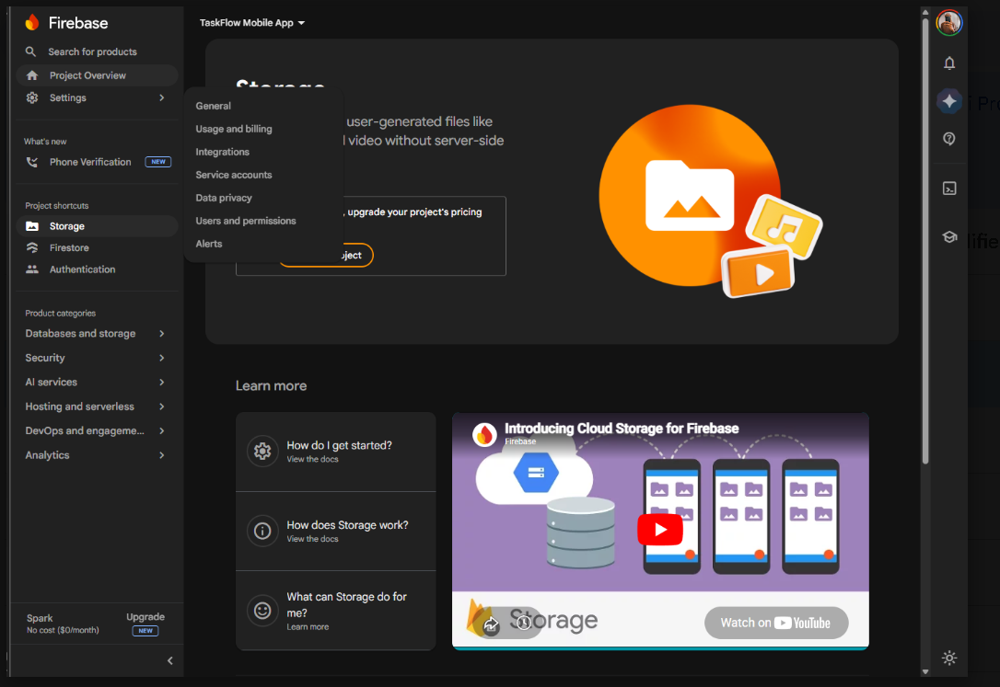 Firebase
Search for products
Project Overview
Settings
What's new
Phone Verification NEW
Project shortcuts
Storage
Firestore
Authentication
Product categories
Databases and storage
Security
AI services
Hosting and serverless
DevOps and engageme...
Analytics
Spark
No cost ($0/month)
Upgrade
NEW
TaskFlow Mobile App
Storage
General
Usage and billing
Integrations
Service accounts
Data privacy
Users and permissions
Alerts
user-generated files like
video without server-side
, upgrade your project's pricing
oject
Learn more
How do I get started?
View the docs
How does Storage work?
View the docs
What can Storage do for
me?
Learn more
Introducing Cloud Storage for Firebase
Firebase
Storage
Watch on YouTube